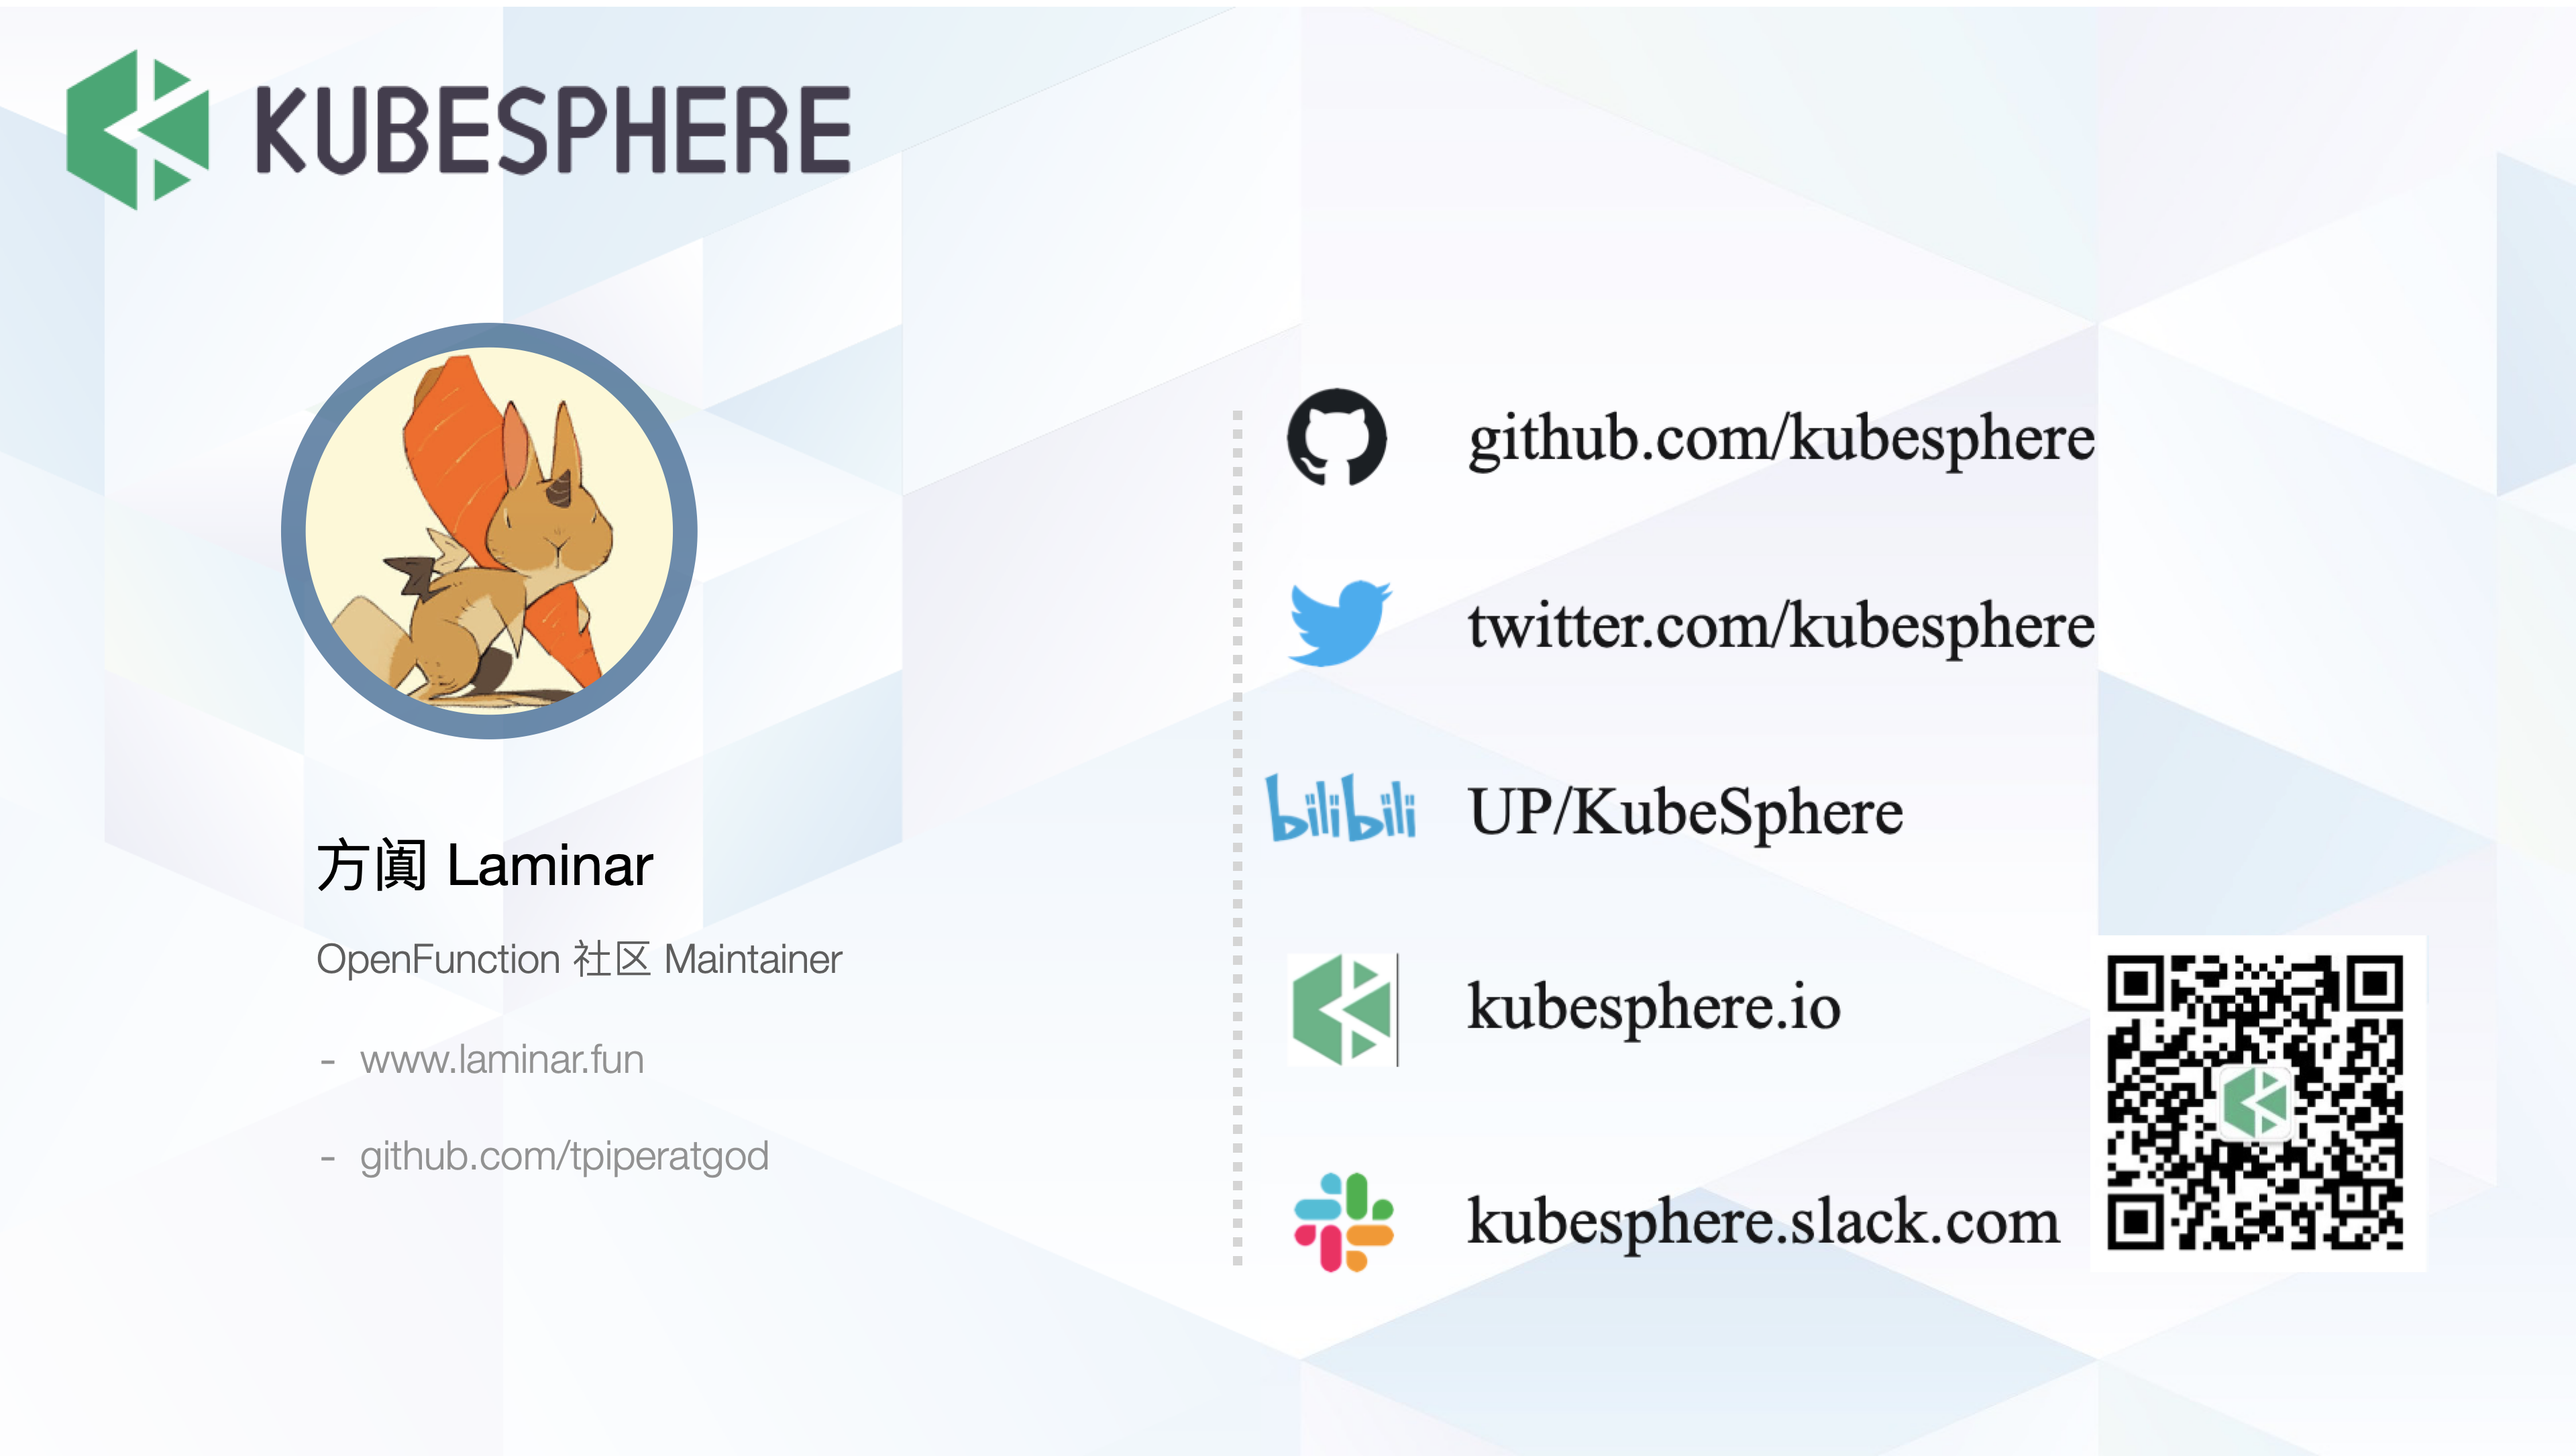 KUBESPHERE
方阗 Laminar
OpenFunction 社区 Maintainer
- www.laminar.fun
- github.com/tpiperatgod
github.com/kubesphere
twitter.com/kubesphere
bilibili UP/KubeSphere
kubesphere.io
kubesphere.slack.com